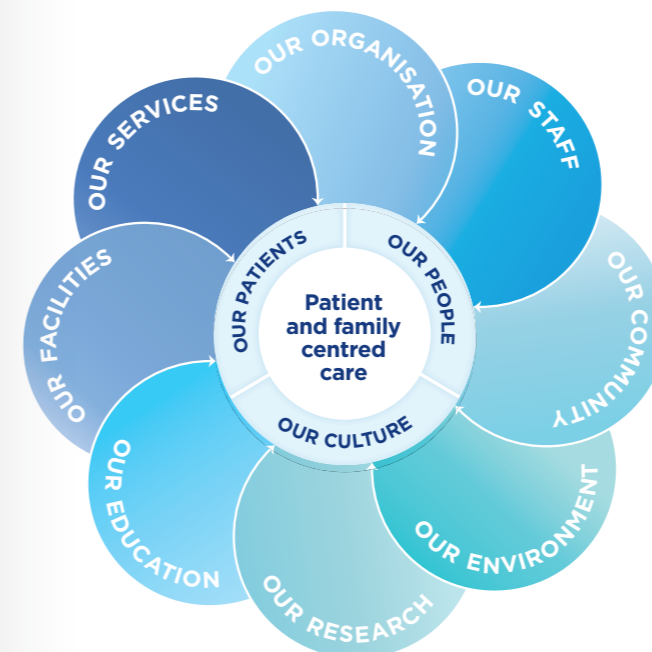 OUR ORGANISATION
OUR STAFF
OUR COMMUNITY
OUR ENVIRONMENT
OUR RESEARCH
OUR EDUCATION
OUR FACILITIES
OUR SERVICES
OUR PATIENTS
OUR PEOPLE
OUR CULTURE
Patient
and family
centred
care